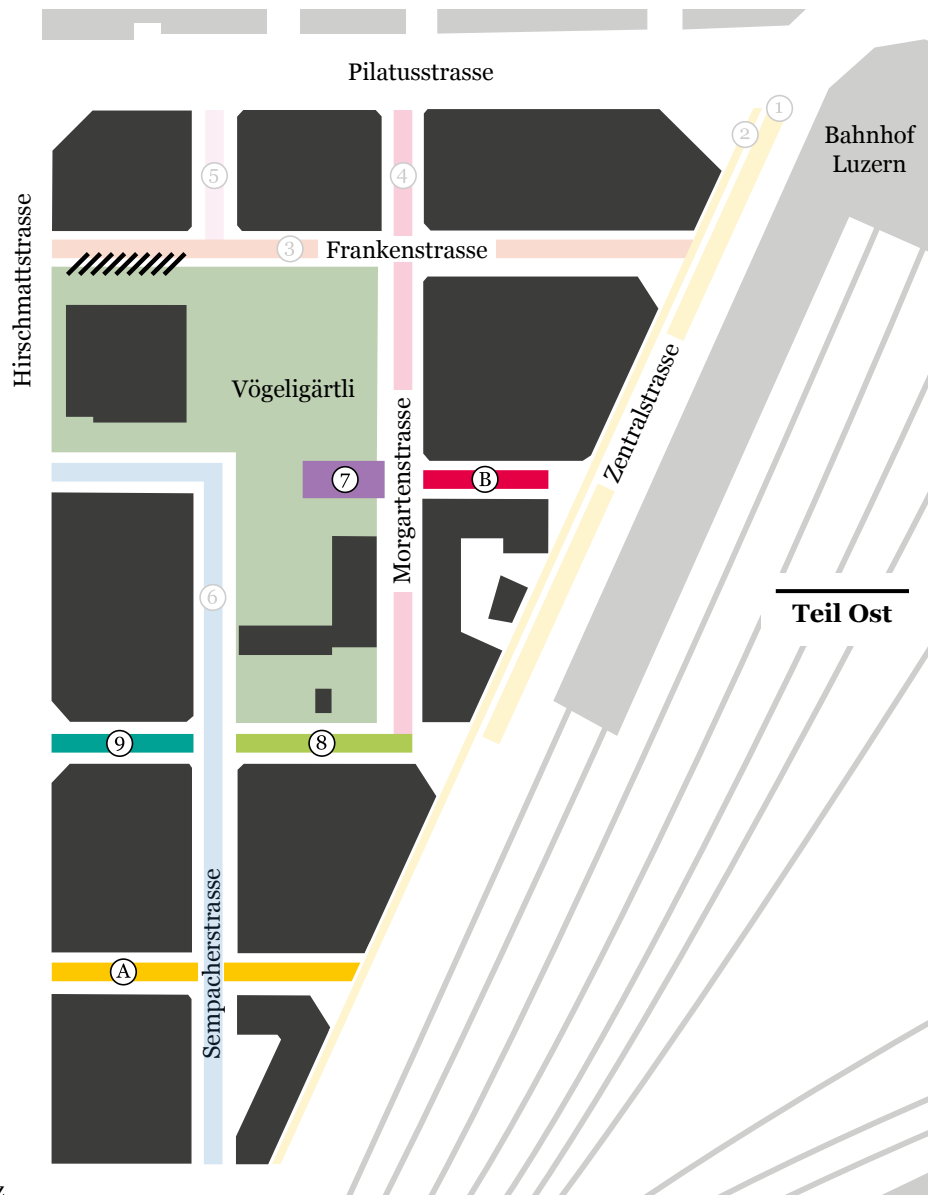 Pilatusstrasse
1
2
Bahnhof
Luzern
5
4
Hirschmattstrasse
3
Frankenstrasse
Vögeligärtli
Zentralstrasse
7
B
Morgartenstrasse
6
Teil Ost
9
8
Sempacherstrasse
A